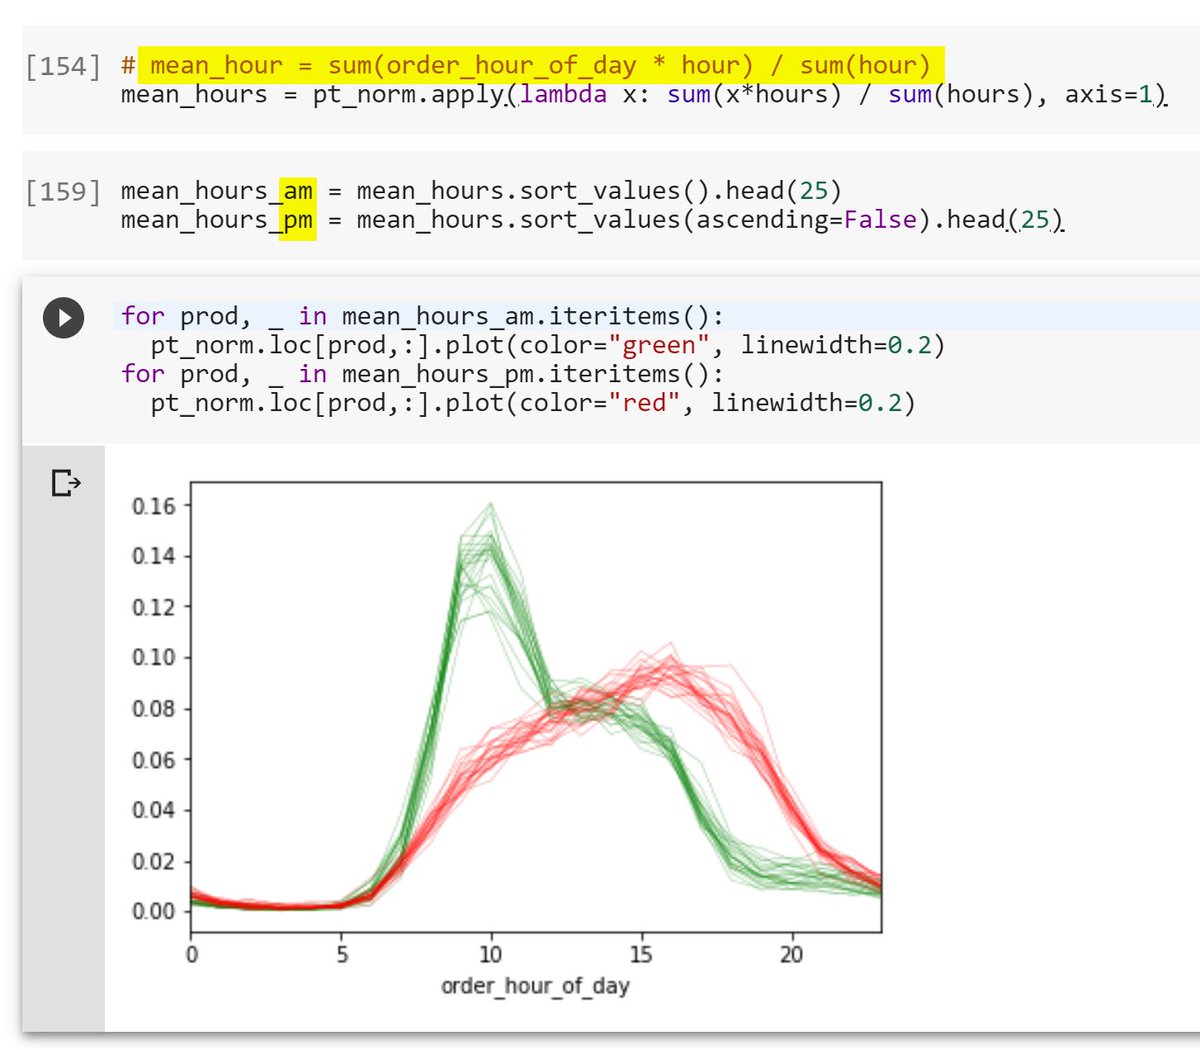 [154] # mean_hour = sum(order_hour_of_day * hour) / sum(hour)
mean_hours = pt_norm.apply(lambda x: sum(x*hours) / sum(hours), axis=1)
[159] mean_hours_am = mean_hours.sort_values().head(25)
mean_hours_pm = mean_hours.sort_values(ascending=False).head(25)
for prod, _ in mean_hours_am.iteritems():
  pt_norm.loc[prod,:].plot(color="green", linewidth=0.2)
for prod, _ in mean_hours_pm.iteritems():
  pt_norm.loc[prod,:].plot(color="red", linewidth=0.2)
0.16
0.14
0.12
0.10
0.08
0.06
0.04
0.02
0.00
0 5 10 15 20
order_hour_of_day